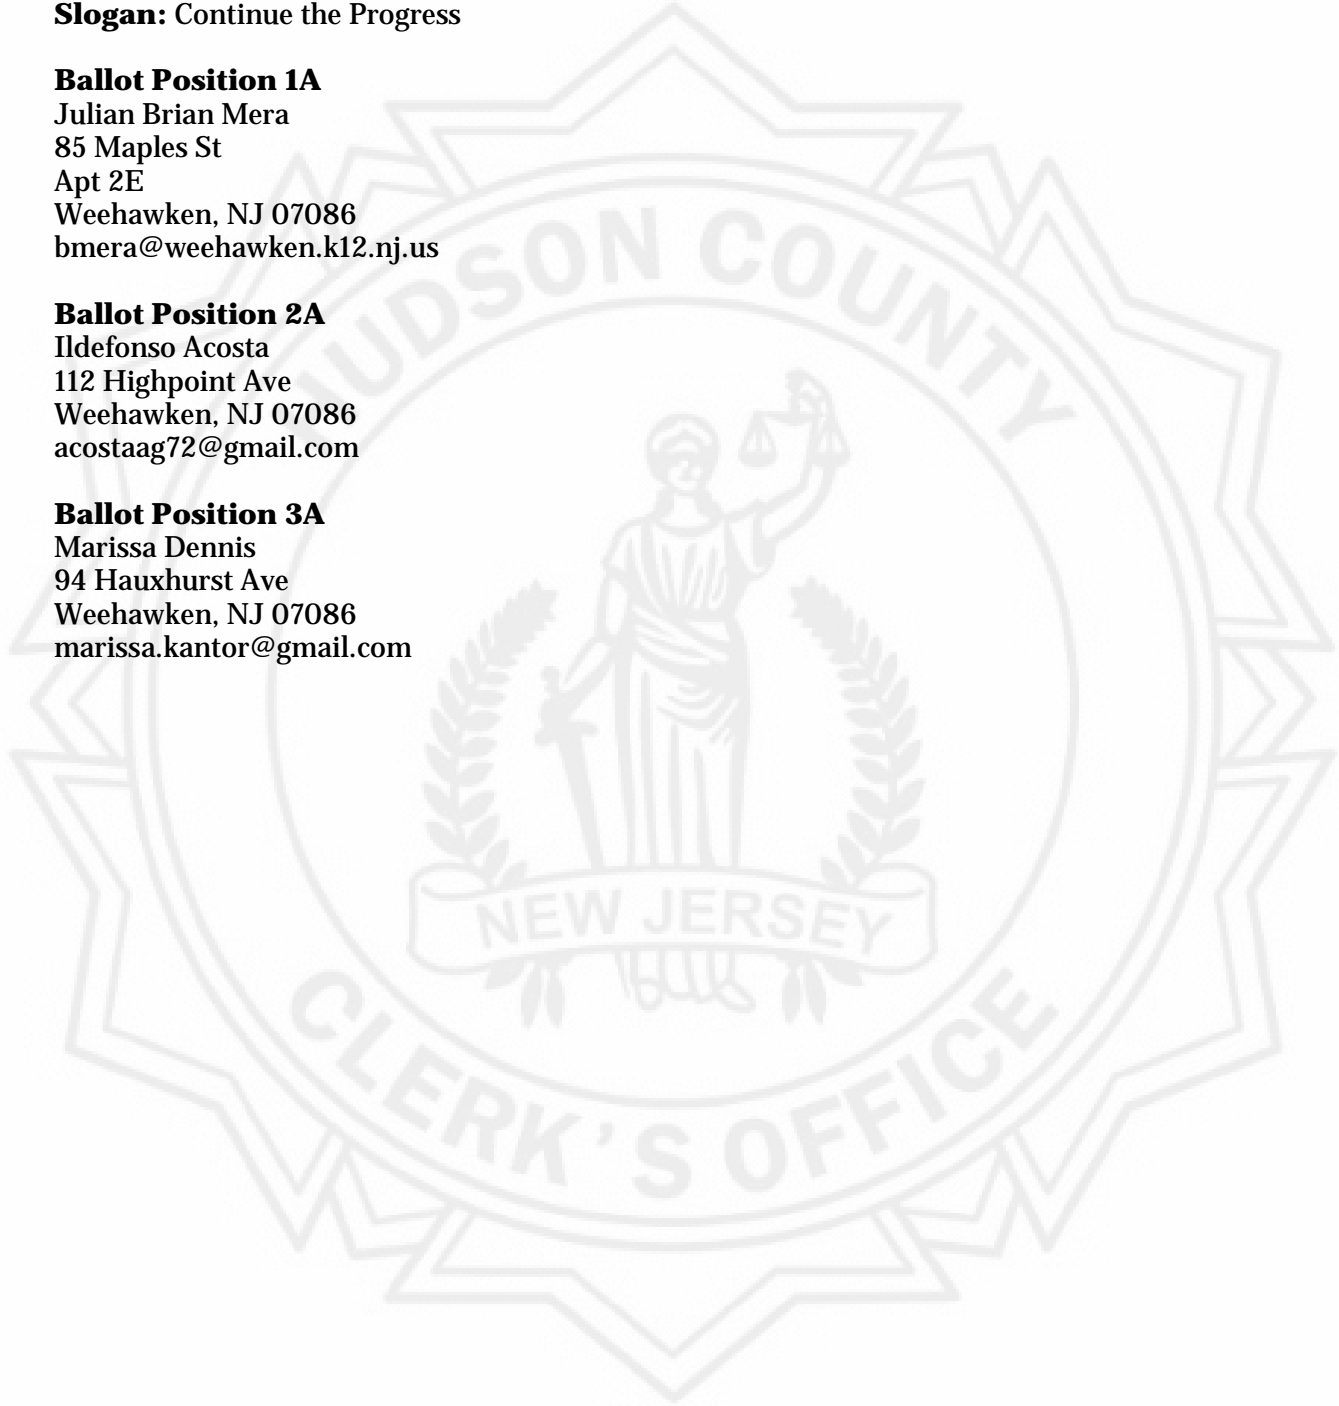 Slogan: Continue the Progress
Ballot Position 1A
Julian Brian Mera
85 Maples St
Apt 2E
Weehawken, NJ 07086
bmera@weehawken.k12.nj.us
Ballot Position 2A
Ildefonso Acosta
112 Highpoint Ave
Weehawken, NJ 07086
acostaag72@gmail.com
Ballot Position 3A
Marissa Dennis
94 Hauxhurst Ave
Weehawken, NJ 07086
marissa.kantor@gmail.com
HUDSON COUNTY
NEW JERSEY
CLERK'S OFFICE